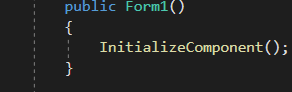 public Form1()
{
InitializeComponent();
}